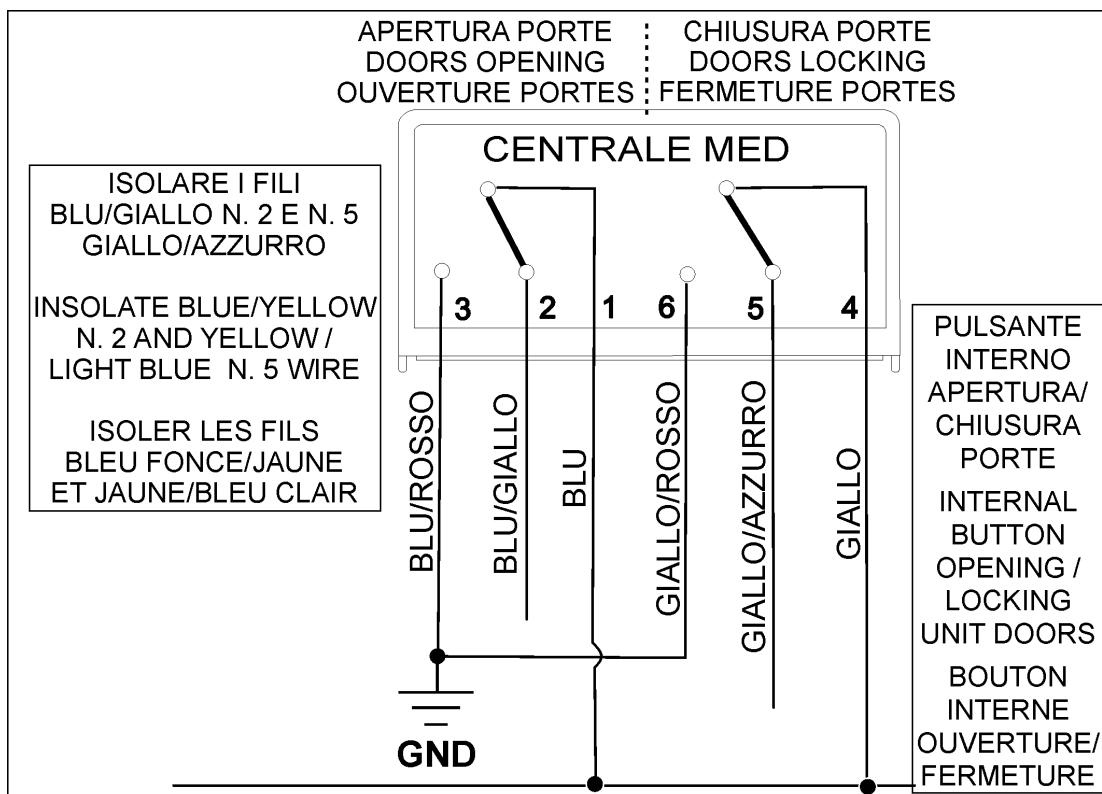 APERTURA PORTE
DOORS OPENING
OUVERTURE PORTES
CHIUSURA PORTE
DOORS LOCKING
FERMETURE PORTES
CENTRALE MED
ISOLARE I FILI
BLU/GIALLO N. 2 E N. 5
GIALLO/AZZURRO
INSOLATE BLUE/YELLOW
N. 2 AND YELLOW /
LIGHT BLUE N. 5 WIRE
ISOLER LES FILS
BLEU FONCE/JAUNE
ET JAUNE/BLEU CLAIR
3 2 1 6 5 4
BLU/ROSSO
BLU/GIALLO
BLU
GIALLO/ROSSO
GIALLO/AZZURRO
GIALLO
GND
PULSANTE
INTERNO
APERTURA/
CHIUSURA
PORTE
INTERNAL
BUTTON
OPENING /
LOCKING
UNIT DOORS
BOUTON
INTERNE
OUVERTURE/
FERMETURE